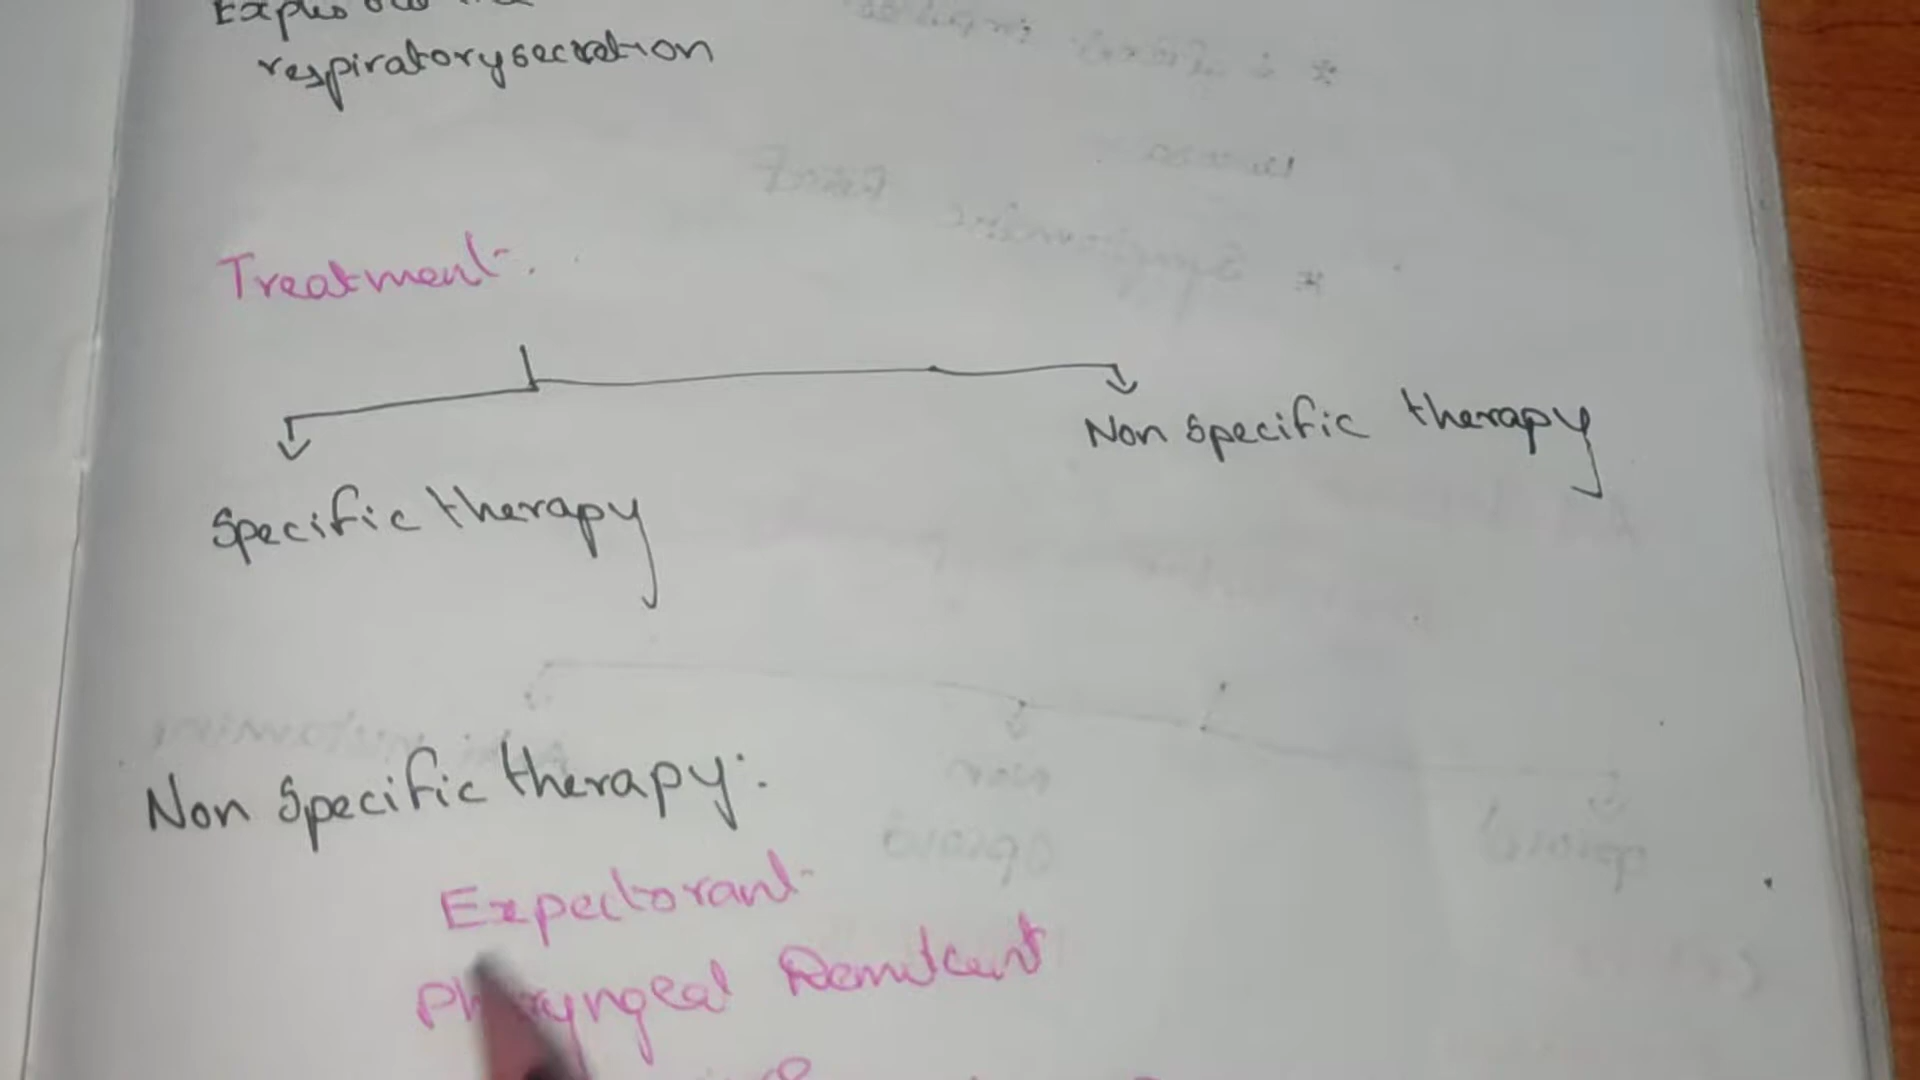 respiratory secretion
Treatment:
Specific therapy
Non specific therapy
Non specific therapy:
Expectorant
Pharyngeal Demulcent